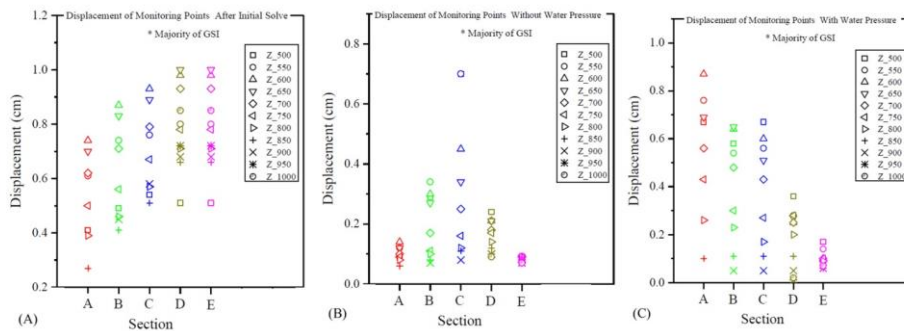 Displacement of Monitoring Points After Initial Solve
* Majority of GSI
Z_500
Z_550
Z_600
Z_650
Z_700
Z_750
Z_800
Z_850
Z_900
Z_950
Z_1000
1.2
1.0
0.8
0.6
0.4
0.2
Displacement (cm)
A B C D E
Section
(A)
Displacement of Monitoring Points Without Water Pressure
* Majority of GSI
Z_500
Z_550
Z_600
Z_650
Z_700
Z_750
Z_800
Z_850
Z_900
Z_950
Z_1000
0.8
0.6
0.4
0.2
0.0
Displacement (cm)
A B C D E
Section
(B)
Displacement of Monitoring Points With Water Pressure
* Majority of GSI
Z_500
Z_550
Z_600
Z_650
Z_700
Z_750
Z_800
Z_850
Z_900
Z_950
Z_1000
1.0
0.8
0.6
0.4
0.2
0.0
Displacement (cm)
A B C D E
Section
(C)